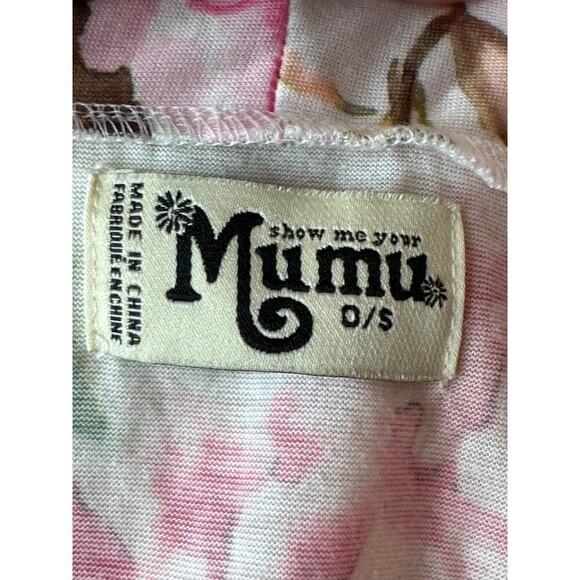 show me your
Mumu
O/S
MADE IN CHINA
FABRIQUÉ EN CHINE